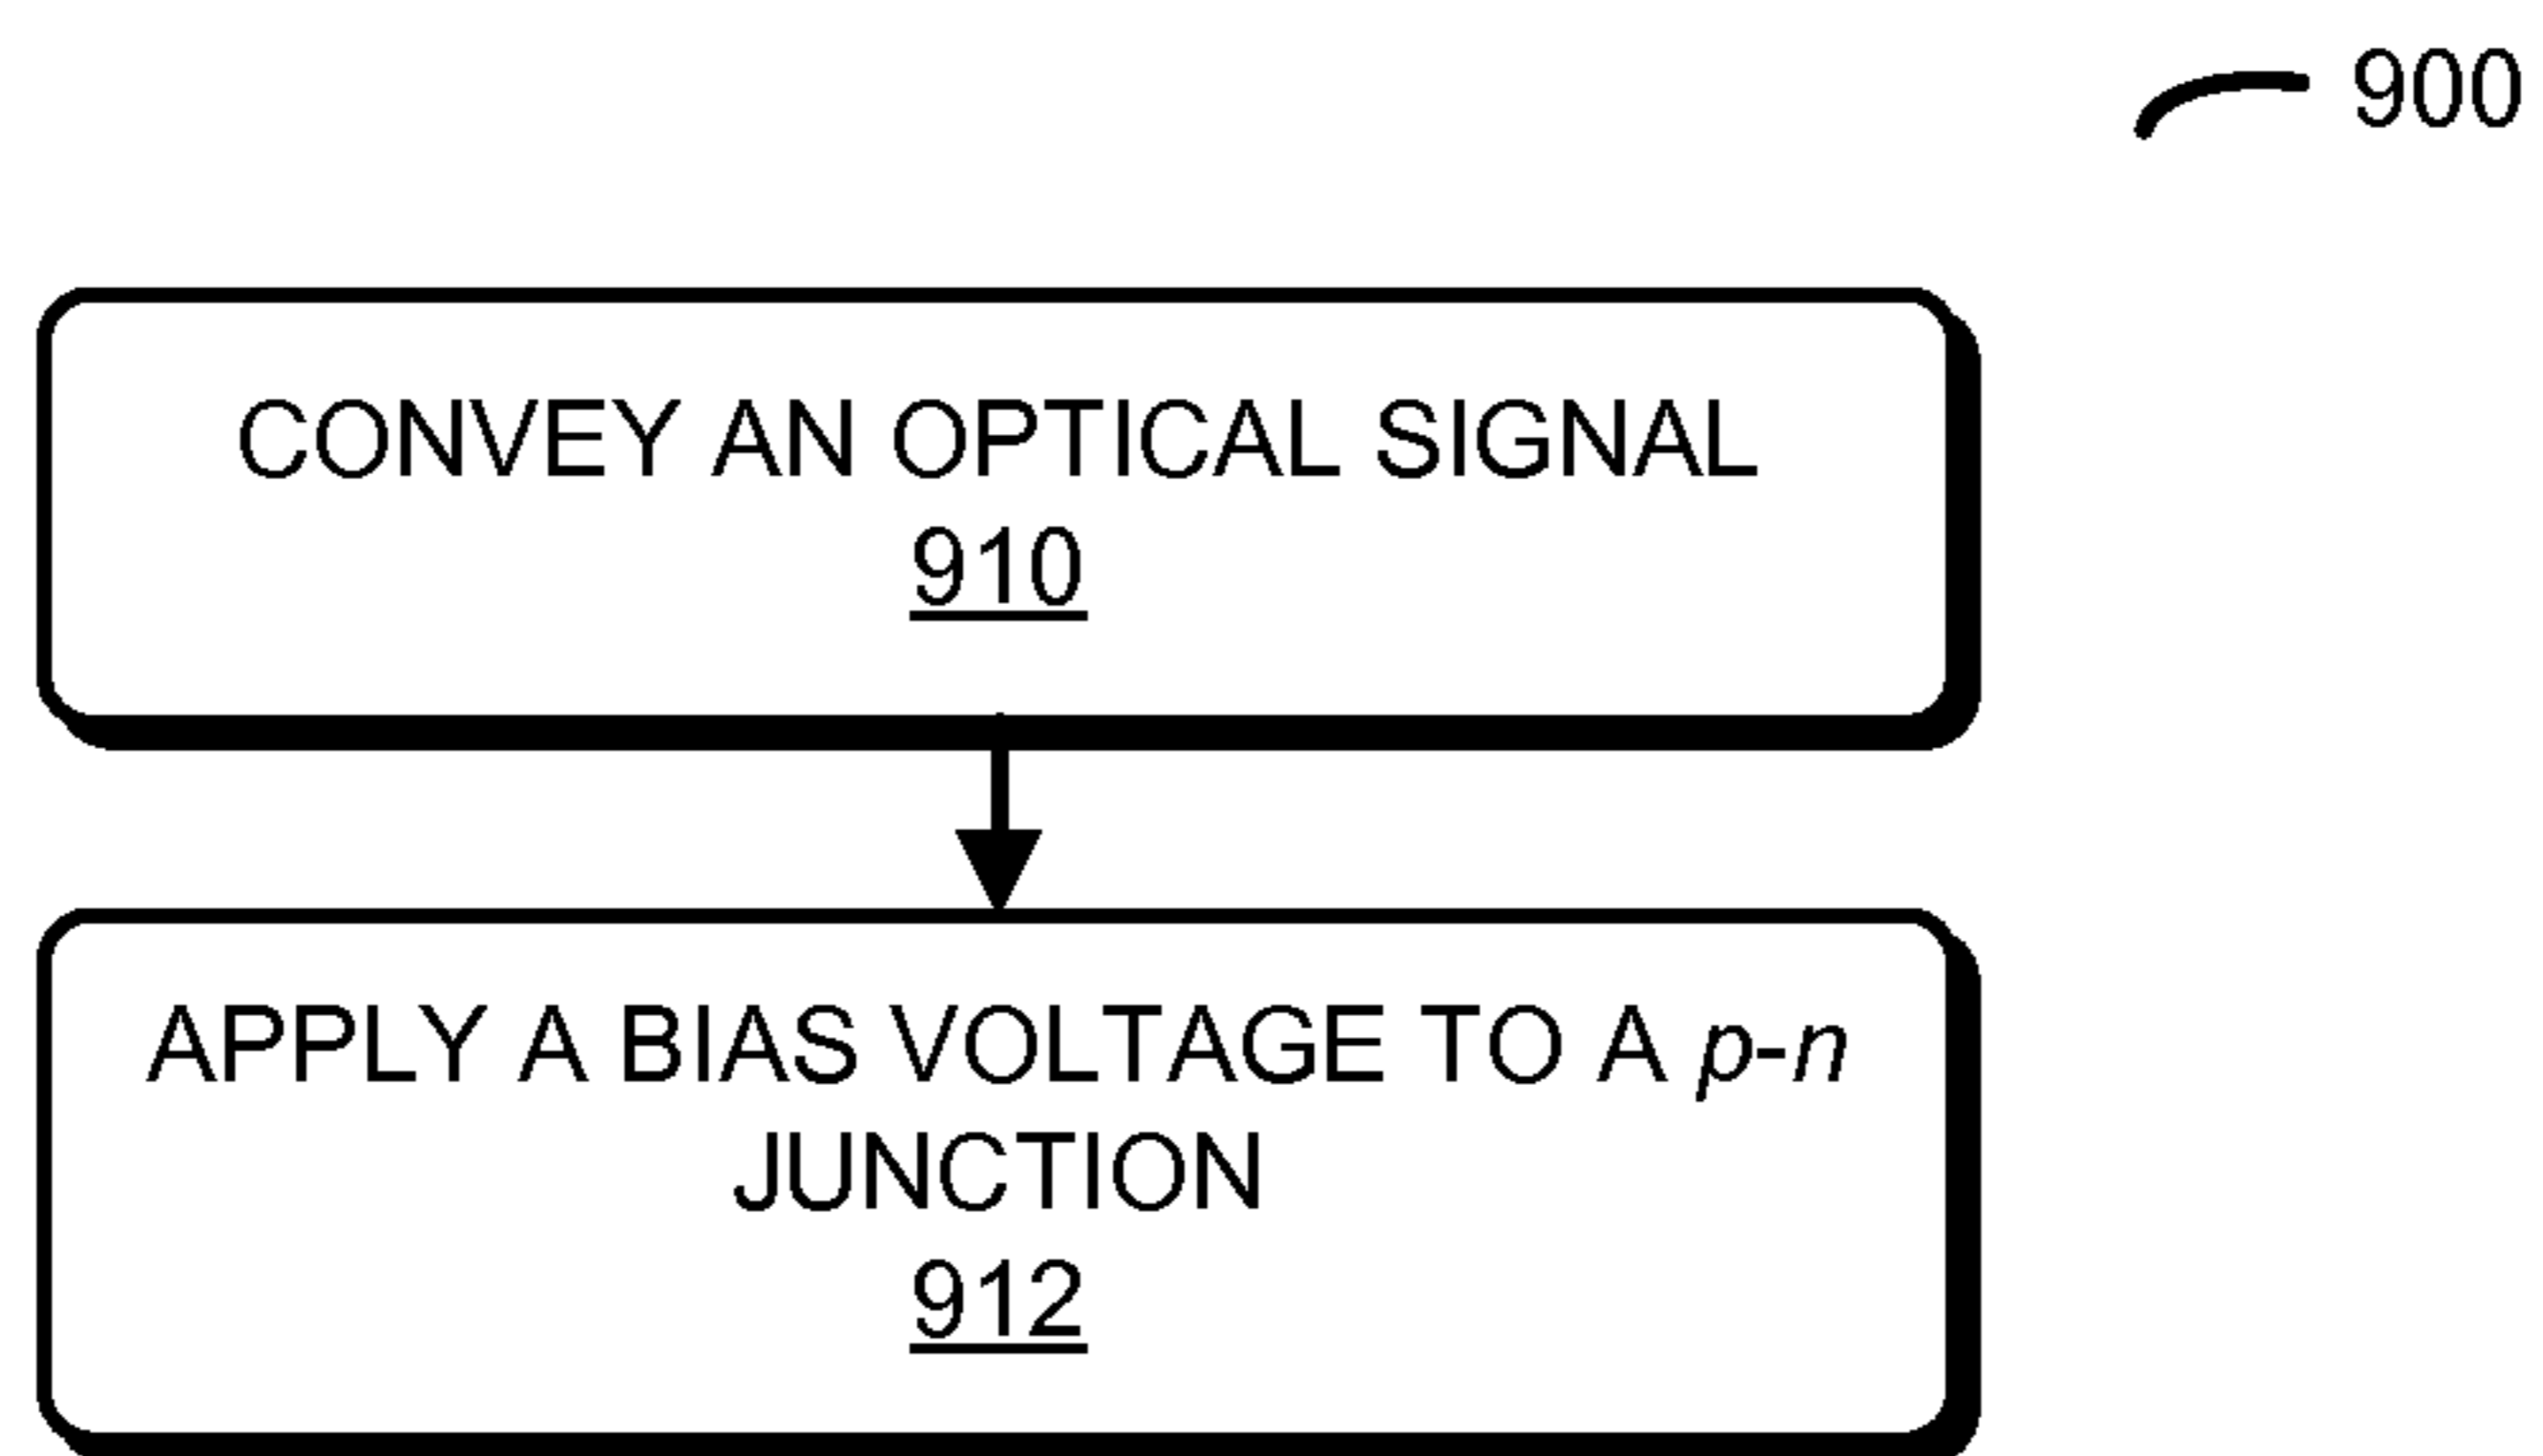 900
CONVEY AN OPTICAL SIGNAL
910
APPLY A BIAS VOLTAGE TO A p-n
JUNCTION
912